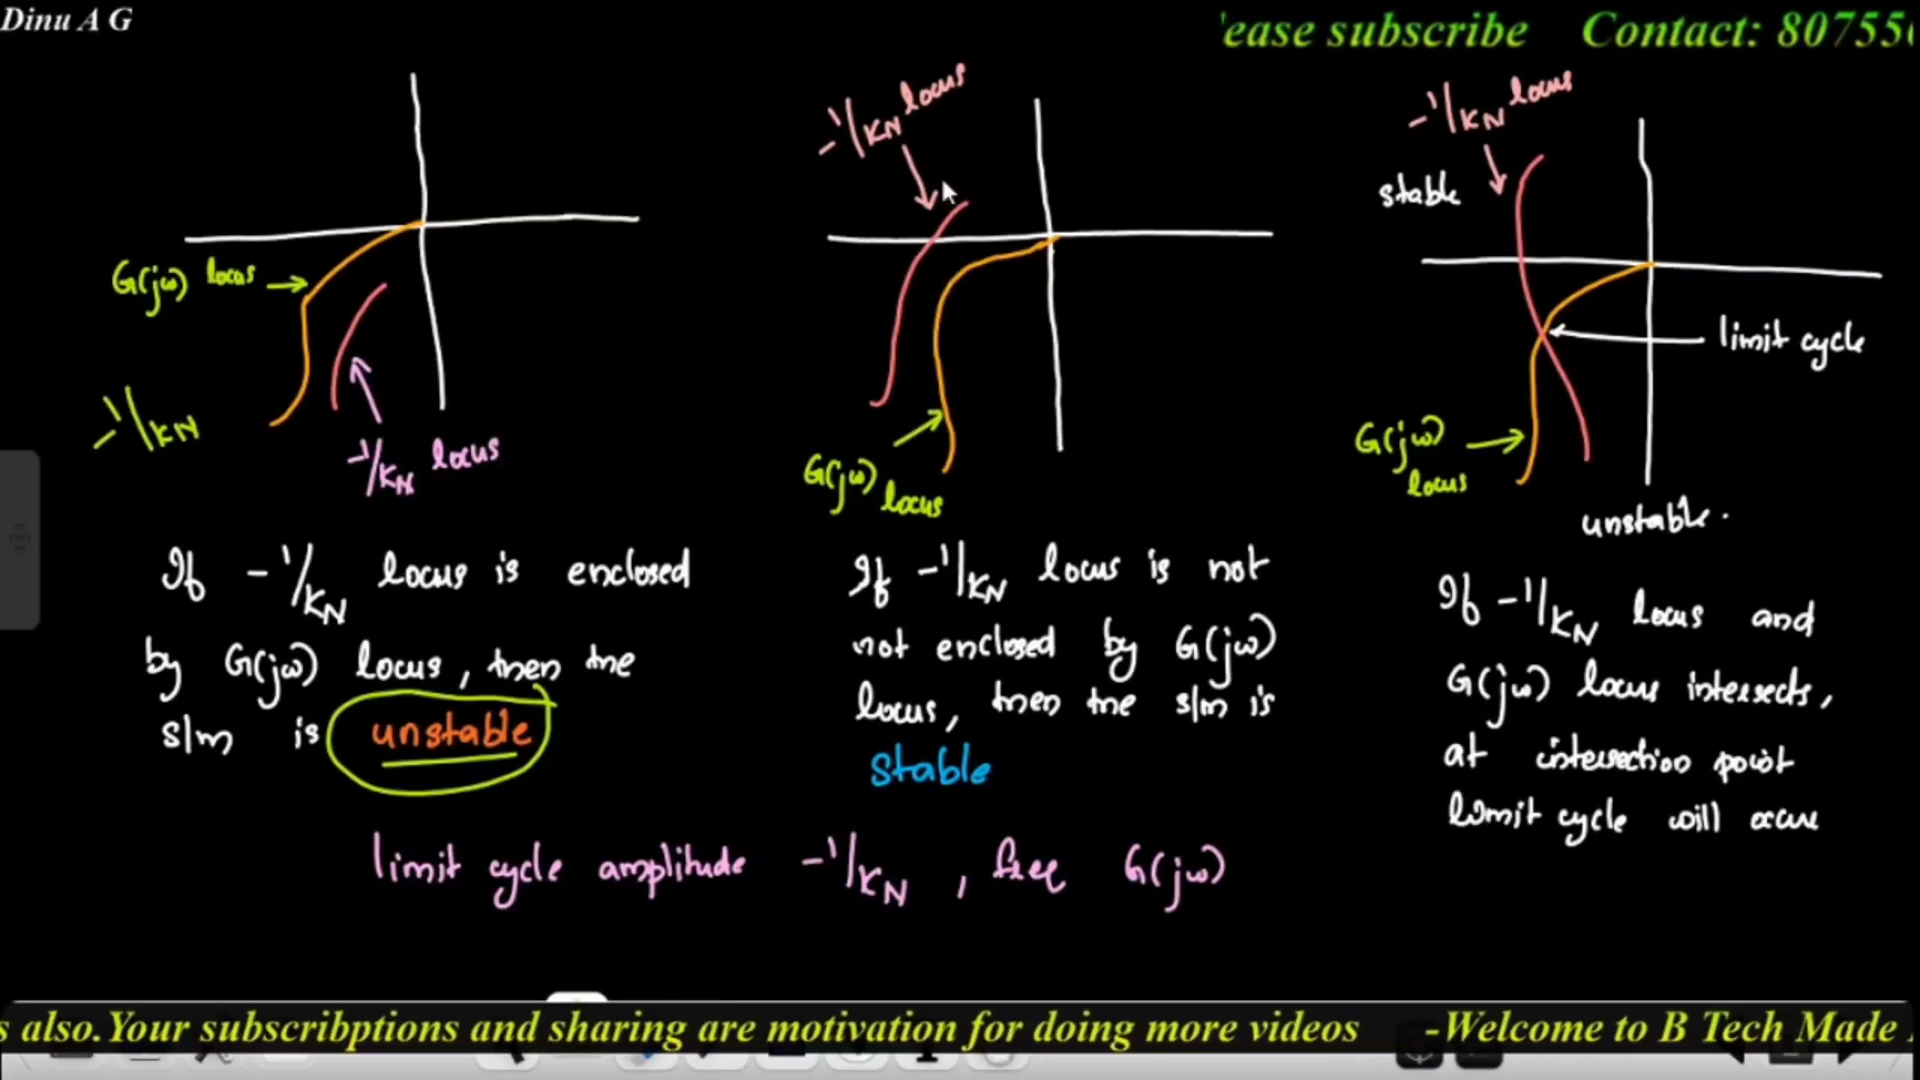 Dinu A G
'ease subscribe Contact: 80755
-1/KN locus
G(jω) locus
-1/KN
-1/KN locus
If -1/KN locus is enclosed
by G(jω) locus, then the
s/m is unstable
-1/KN locus
G(jω) locus
If -1/KN locus is not
not enclosed by G(jω)
locus, then the s/m is
stable
stable
limit cycle
G(jω)
locus
unstable.
If -1/KN locus and
G(jω) locus intersects,
at intersection point
limit cycle will occur
limit cycle amplitude -1/KN, freq G(jω)
s also. Your subscribptions and sharing are motivation for doing more videos -Welcome to B Tech Made